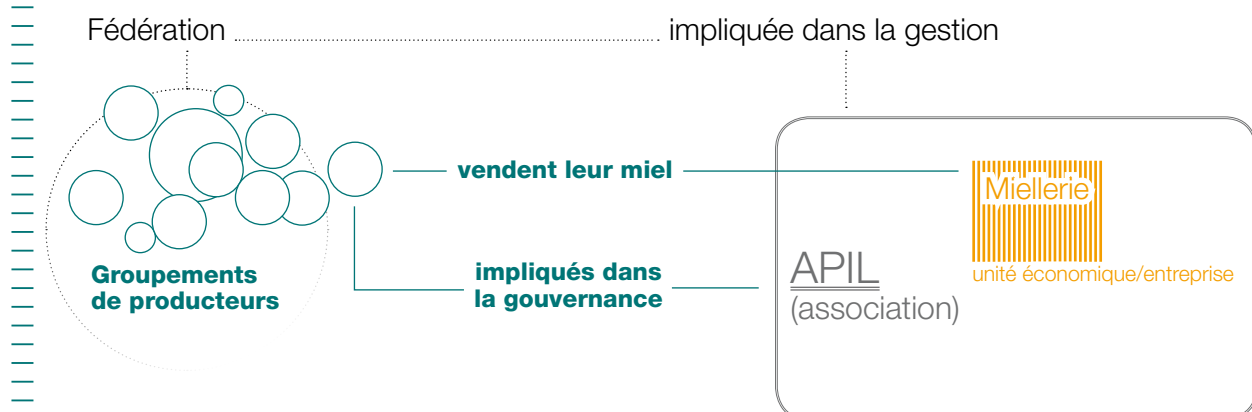 Fédération
impliquée dans la gestion
vendent leur miel
Miellerie
unité économique/entreprise
Groupements
de producteurs
impliqués dans
la gouvernance
APIL
(association)